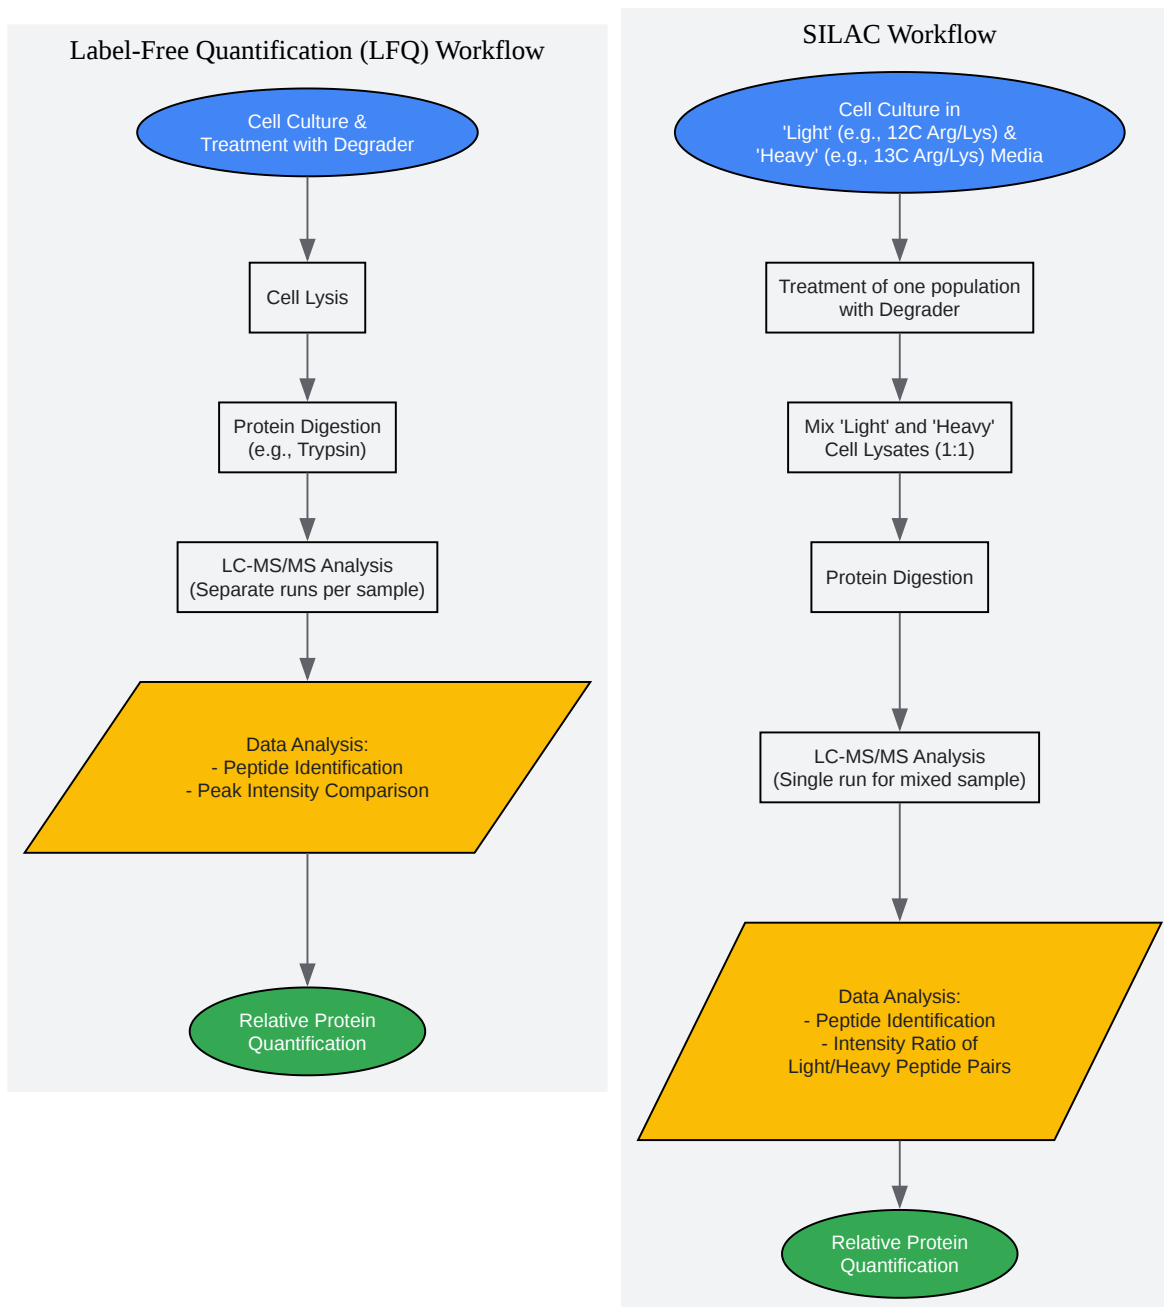 Label-Free Quantification (LFQ) Workflow
Cell Culture &
Treatment with Degrader
Cell Lysis
Protein Digestion
(e.g., Trypsin)
LC-MS/MS Analysis
(Separate runs per sample)
Data Analysis:
- Peptide Identification
- Peak Intensity Comparison
Relative Protein
Quantification
SILAC Workflow
Cell Culture in
'Light' (e.g., 12C Arg/Lys) &
'Heavy' (e.g., 13C Arg/Lys) Media
Treatment of one population
with Degrader
Mix 'Light' and 'Heavy'
Cell Lysates (1:1)
Protein Digestion
LC-MS/MS Analysis
(Single run for mixed sample)
Data Analysis:
- Peptide Identification
- Intensity Ratio of
Light/Heavy Peptide Pairs
Relative Protein
Quantification